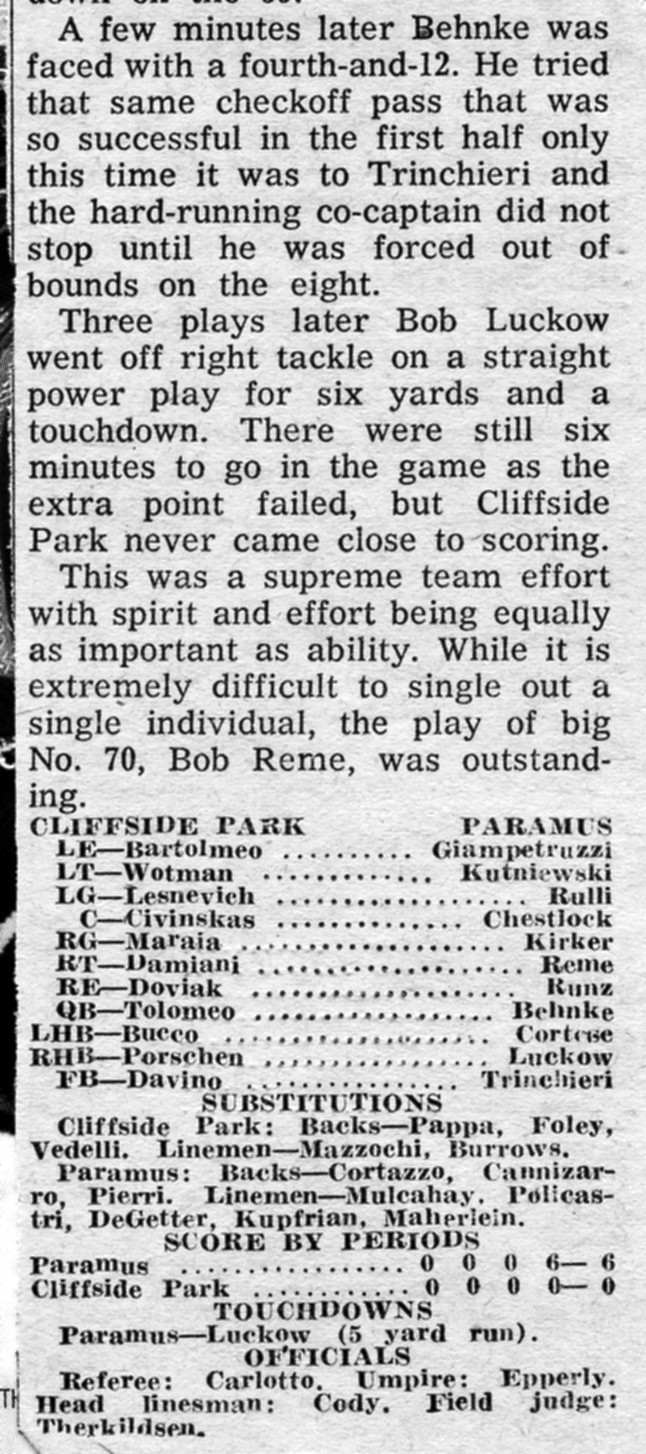 A few minutes later Behnke was
faced with a fourth-and-12. He tried
that same checkoff pass that was
so successful in the first half only
this time it was to Trinchieri and
the hard-running co-captain did not
stop until he was forced out of
bounds on the eight.
Three plays later Bob Luckow
went off right tackle on a straight
power play for six yards and a
touchdown. There were still six
minutes to go in the game as the
extra point failed, but Cliffside
Park never came close to scoring.
This was a supreme team effort
with spirit and effort being equally
as important as ability. While it is
extremely difficult to single out a
single individual, the play of big
No. 70, Bob Reme, was outstand-
ing.
CLIFFSIDE PARK PARAMUS
LE—Bartolmeo .......... Giampetruzzi
LT—Wotman ............. Kutniewski
LG—Lesnevich ................... Rulli
C—Civinskas .............. Chestlock
RG—Maraia .................... Kirker
RT—Damiani .................... Reme
RE—Doviak .................... Runz
QB—Tolomeo .................. Behnke
LHB—Bucco .................... Cortese
RHB—Porschen ................. Luckow
FB—Davino ................ Trinchieri
SUBSTITUTIONS
Cliffside Park: Backs—Pappa, Foley,
Vedelli. Linemen—Mazzochi, Burrows.
Paramus: Backs—Cortazzo, Cannizar-
ro, Pierri. Linemen—Mulcahay, Policas-
tri, DeGetter, Kupfrian, Maherlein.
SCORE BY PERIODS
Paramus ................. 0 0 0 6— 6
Cliffside Park ............ 0 0 0 0— 0
TOUCHDOWNS
Paramus—Luckow (5 yard run).
OFFICIALS
Referee: Carlotto. Umpire: Epperly.
Head linesman: Cody. Field judge:
Therkildsen.